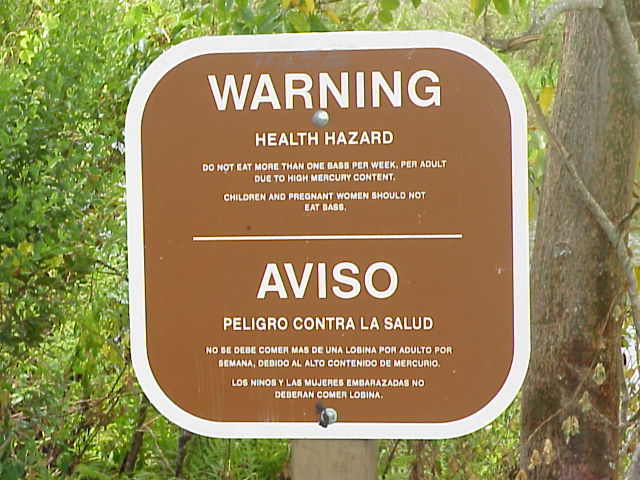 WARNING
HEALTH HAZARD
DO NOT EAT MORE THAN ONE BASS PER WEEK, PER ADULT
DUE TO HIGH MERCURY CONTENT.
CHILDREN AND PREGNANT WOMEN SHOULD NOT
EAT BASS.
AVISO
PELIGRO CONTRA LA SALUD
NO SE DEBE COMER MAS DE UNA LOBINA POR ADULTO POR
SEMANA, DEBIDO AL ALTO CONTENIDO DE MERCURIO.
LOS NINOS Y LAS MUJERES EMBARAZADAS NO
DEBERAN COMER LOBINA.